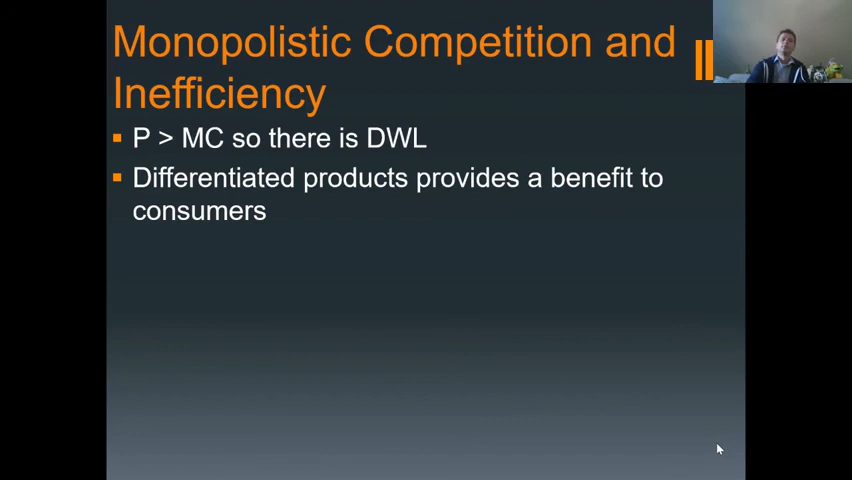 Monopolistic Competition and
Inefficiency
P > MC so there is DWL
Differentiated products provides a benefit to
consumers